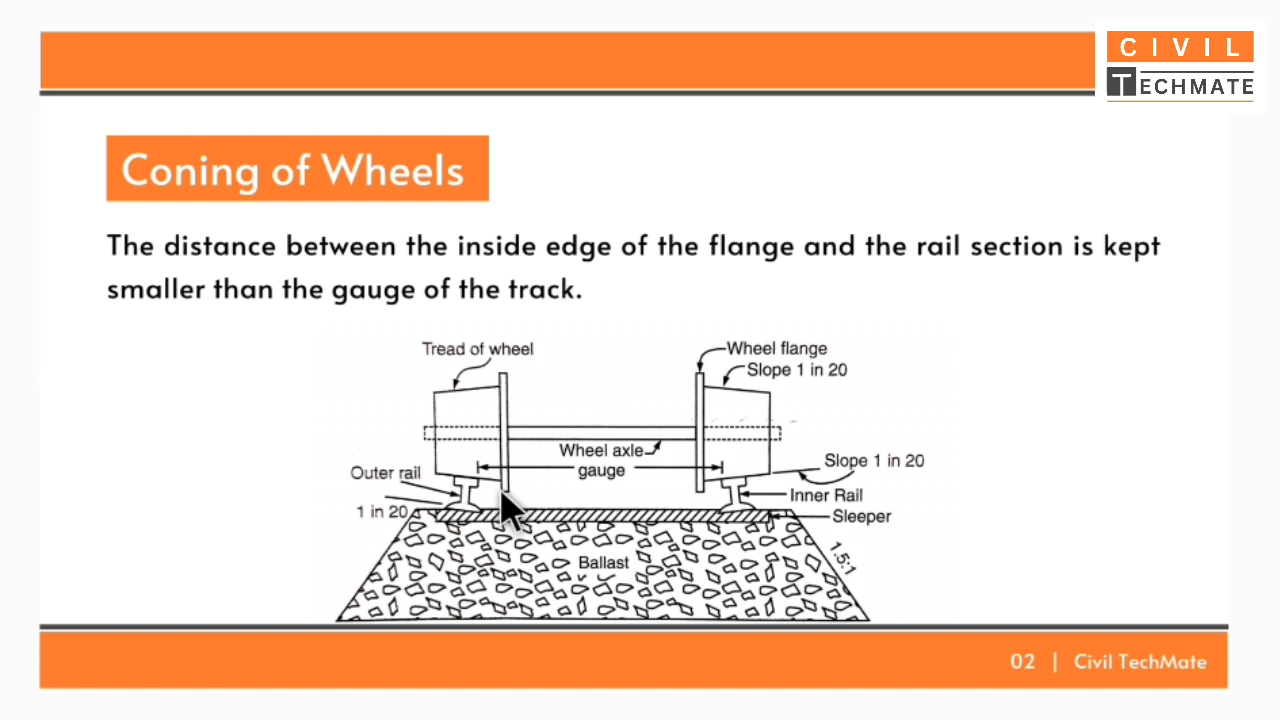 CIVIL
TECHMATE
Coning of Wheels
The distance between the inside edge of the flange and the rail section is kept
smaller than the gauge of the track.
Tread of wheel
Wheel flange
Slope 1 in 20
Wheel axle
gauge
Slope 1 in 20
Outer rail
Inner Rail
1 in 20
Sleeper
1.5:1
Ballast
02 | Civil TechMate